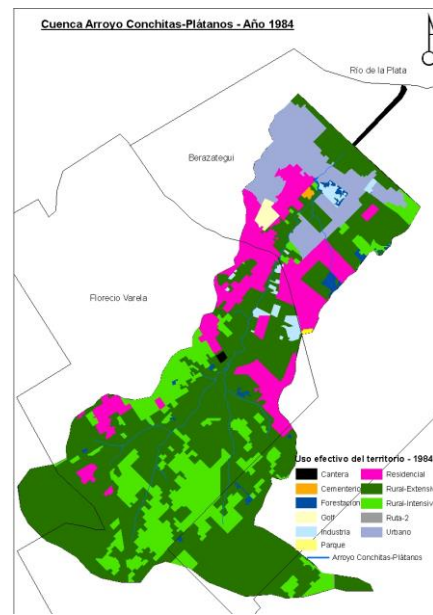 Cuenca Arroyo Conchitas-Plátanos - Año 1984
N
Río de la Plata
Berazategui
Florecio Varela
Uso efectivo del territorio - 1984
Cantera
Residencial
Cementerio
Rural-Extensiv
Forestacion
Rural-Intensiv
Golf
Ruta-2
Industria
Urbano
Parque
Arroyo Conchitas-Plátanos